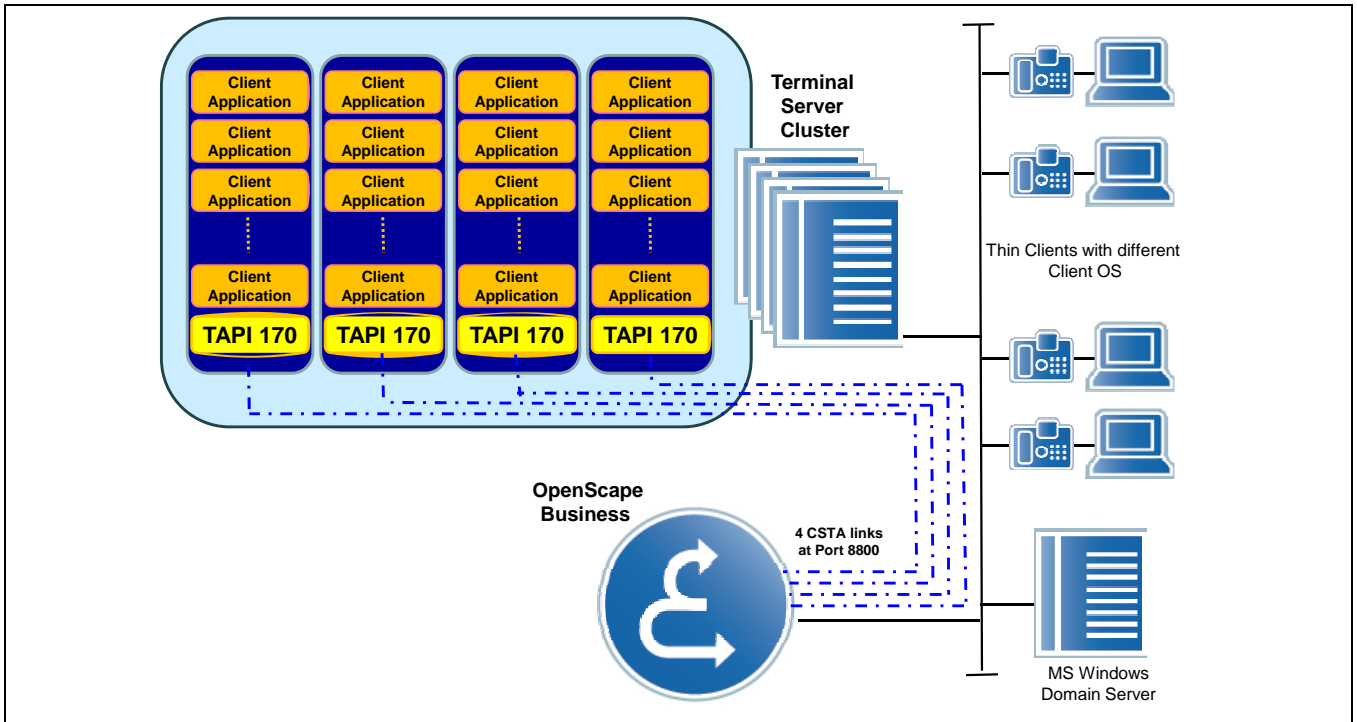 Client Application
Client Application
Client Application
Client Application
TAPI 170
Client Application
Client Application
Client Application
Client Application
TAPI 170
Client Application
Client Application
Client Application
Client Application
TAPI 170
Client Application
Client Application
Client Application
Client Application
TAPI 170
Terminal
Server
Cluster
Thin Clients with different
Client OS
OpenScape
Business
4 CSTA links
at Port 8800
MS Windows
Domain Server